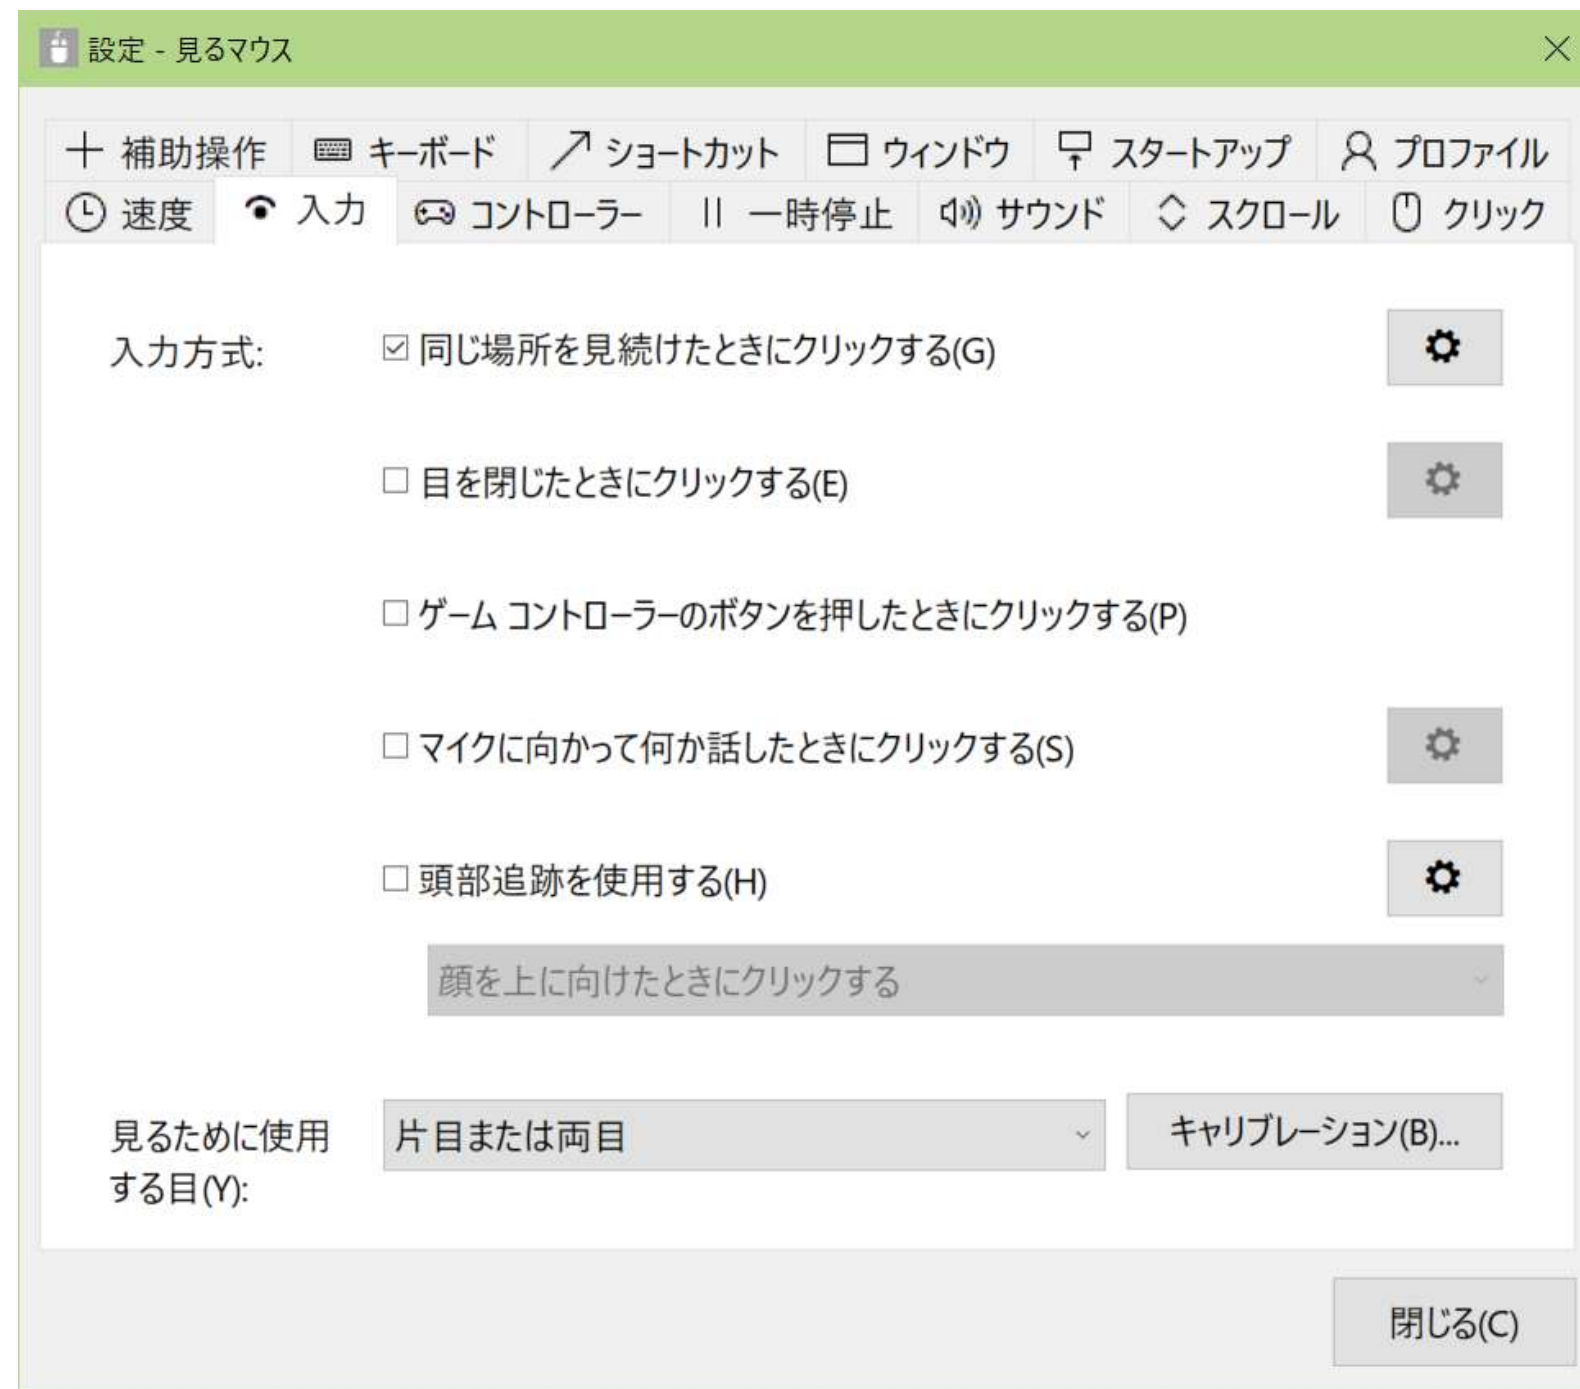 設定 - 見るマウス
補助操作 キーボード ショートカット ウィンドウ スタートアップ プロファイル
速度 入力 コントローラー 一時停止 サウンド スクロール クリック
入力方式: 同じ場所を見続けたときにクリックする(G)
目を閉じたときにクリックする(E)
ゲーム コントローラーのボタンを押したときにクリックする(P)
マイクに向かって何か話したときにクリックする(S)
頭部追跡を使用する(H)
顔を上に向けたときにクリックする
見るために使用
する目(Y):
片目または両目 キャリブレーション(B)...
閉じる(C)